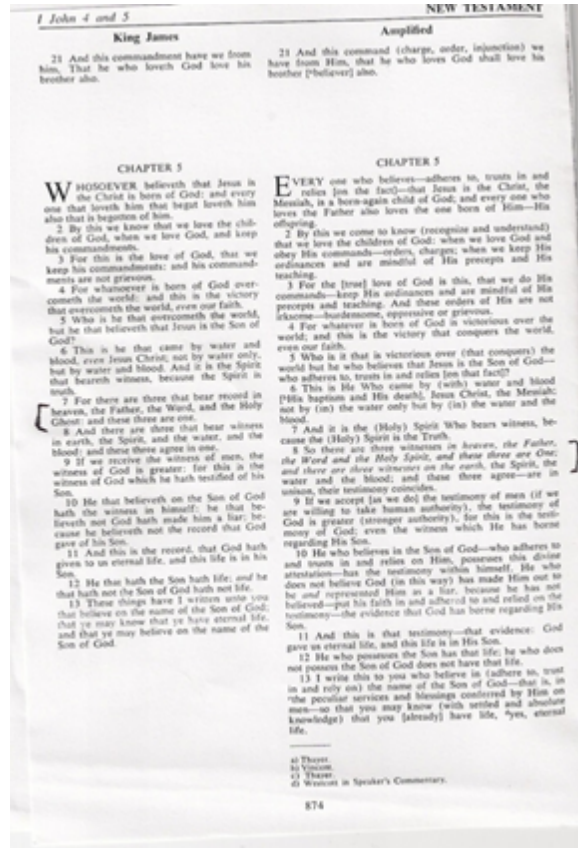 1 John 4 and 5
NEW TESTAMENT
King James
21 And this commandment have we from
him, That he who loveth God love his
brother also.
CHAPTER 5
WHOSOEVER believeth that Jesus is
the Christ is born of God: and every
one that loveth him that begat loveth him
also that is begotten of him.
2 By this we know that we love the chil-
dren of God, when we love God, and keep
his commandments.
3 For this is the love of God, that we
keep his commandments: and his command-
ments are not grievous.
4 For whatsoever is born of God over-
cometh the world: and this is the victory
that overcometh the world, even our faith.
5 Who is he that overcometh the world,
but he that believeth that Jesus is the Son of
God?
6 This is he that came by water and
blood, even Jesus Christ; not by water only,
but by water and blood. And it is the Spirit
that beareth witness, because the Spirit is
truth.
7 For there are three that bear record in
heaven, the Father, the Word, and the Holy
Ghost: and these three are one.
8 And there are three that bear witness
in earth, the Spirit, and the water, and the
blood: and these three agree in one.
9 If we receive the witness of men, the
witness of God is greater: for this is the
witness of God which he hath testified of his
Son.
10 He that believeth on the Son of God
hath the witness in himself: he that be-
lieveth not God hath made him a liar; be-
cause he believeth not the record that God
gave of his Son.
11 And this is the record, that God hath
given to us eternal life, and this life is in his
Son.
12 He that hath the Son hath life; and he
that hath not the Son of God hath not life.
13 These things have I written unto you
that believe on the name of the Son of God;
that ye may know that ye have eternal life,
and that ye may believe on the name of the
Son of God.
Amplified
21 And this command (charge, order, injunction) we
have from Him, that he who loves God shall love his
brother [believer] also.
CHAPTER 5
EVERY one who believes—adheres to, trusts in and
relies [on the fact]—that Jesus is the Christ, the
Messiah, is a born-again child of God; and every one who
loves the Father also loves the one born of Him—His
offspring.
2 By this we come to know (recognize and understand)
that we love the children of God: when we love God and
obey His commands—orders, charges; when we keep His
ordinances and are mindful of His precepts and His
teaching.
3 For the [true] love of God is this, that we do His
commands—keep His ordinances and are mindful of His
precepts and teaching. And these orders of His are not
irksome—burdensome, oppressive or grievous.
4 For whatever is born of God is victorious over the
world; and this is the victory that conquers the world,
even our faith.
5 Who is it that is victorious over (that conquers) the
world but he who believes that Jesus is the Son of God—
who adheres to, trusts in and relies [on that fact]?
6 This is He Who came by (with) water and blood
[His baptism and His death], Jesus Christ, the Messiah;
not by (in) the water only but by (in) the water and the
blood.
7 And it is the (Holy) Spirit Who bears witness, be-
cause the (Holy) Spirit is the Truth.
8 So there are three witnesses in heaven, the Father,
the Word and the Holy Spirit, and these three are One;
and there are three witnesses on the earth, the Spirit, the
water and the blood; and these three agree—are in
unison, their testimony coincides.
9 If we accept [as we do] the testimony of men (if we
are willing to take human authority), the testimony of
God is greater (stronger authority), for this is the testi-
mony of God; even the witness which He has borne
regarding His Son.
10 He who believes in the Son of God—who adheres to
and trusts in and relies on Him, possesses this divine
attestation—has the testimony within himself. He who
does not believe God (in this way) has made Him out to
be and represented Him as a liar, because he has not
believed—put his faith in and adhered to and relied on the
testimony—the evidence that God has borne regarding His
Son.
11 And this is that testimony—that evidence: God
gave us eternal life, and this life is in His Son.
12 He who possesses the Son has that life; he who does
not possess the Son of God does not have that life.
13 I write this to you who believe in (adhere to, trust
in and rely on) the name of the Son of God—that is, in
the peculiar services and blessings conferred by Him on
men—so that you may know (with settled and absolute
knowledge) that you [already] have life, yes, eternal
life.
a) Thayer.
b) Vincent.
c) Thayer.
d) Westcott in Speaker's Commentary.
874